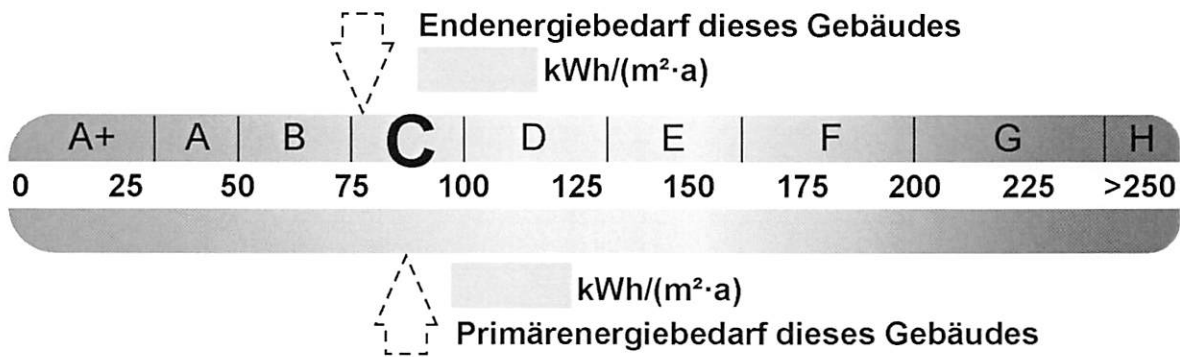 Endenergiebedarf dieses Gebäudes
kWh/(m²·a)
A+ A B C D E F G H
0 25 50 75 100 125 150 175 200 225 >250
kWh/(m²·a)
Primärenergiebedarf dieses Gebäudes